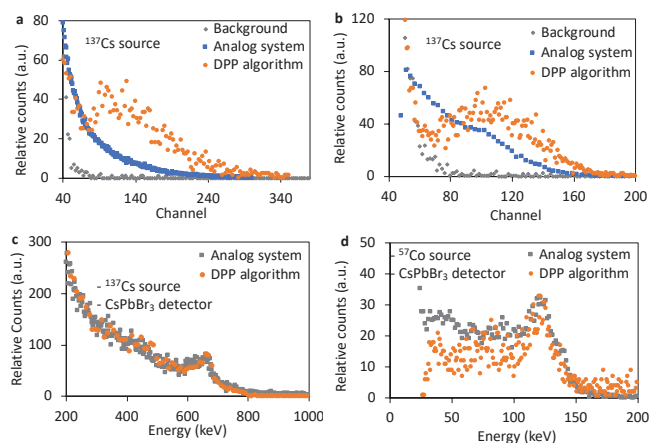 a
¹³⁷Cs source
Background
Analog system
DPP algorithm
Relative counts (a.u.)
80
60
40
20
0
40 140 240 340
Channel
b
¹³⁷Cs source
Background
Analog system
DPP algorithm
Relative counts (a.u.)
120
80
40
0
40 80 120 160 200
Channel
c
- ¹³⁷Cs source
- CsPbBr₃ detector
Analog system
DPP algorithm
Relative Counts (a.u.)
300
200
100
0
200 400 600 800 1000
Energy (keV)
d
- ⁵⁷Co source
- CsPbBr₃ detector
Analog system
DPP algorithm
Relative counts (a.u.)
50
40
30
20
10
0
0 50 100 150 200
Energy (keV)